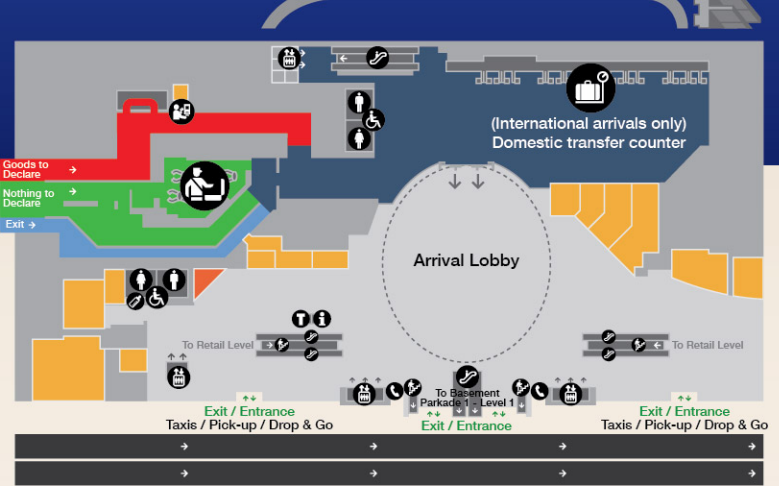 (International arrivals only)
Domestic transfer counter
Goods to
Declare
Nothing to
Declare
Exit
Arrival Lobby
T i
To Retail Level
To Retail Level
To Basement
Parkade 1 - Level 1
Exit / Entrance
Taxis / Pick-up / Drop & Go
Exit / Entrance
Exit / Entrance
Taxis / Pick-up / Drop & Go